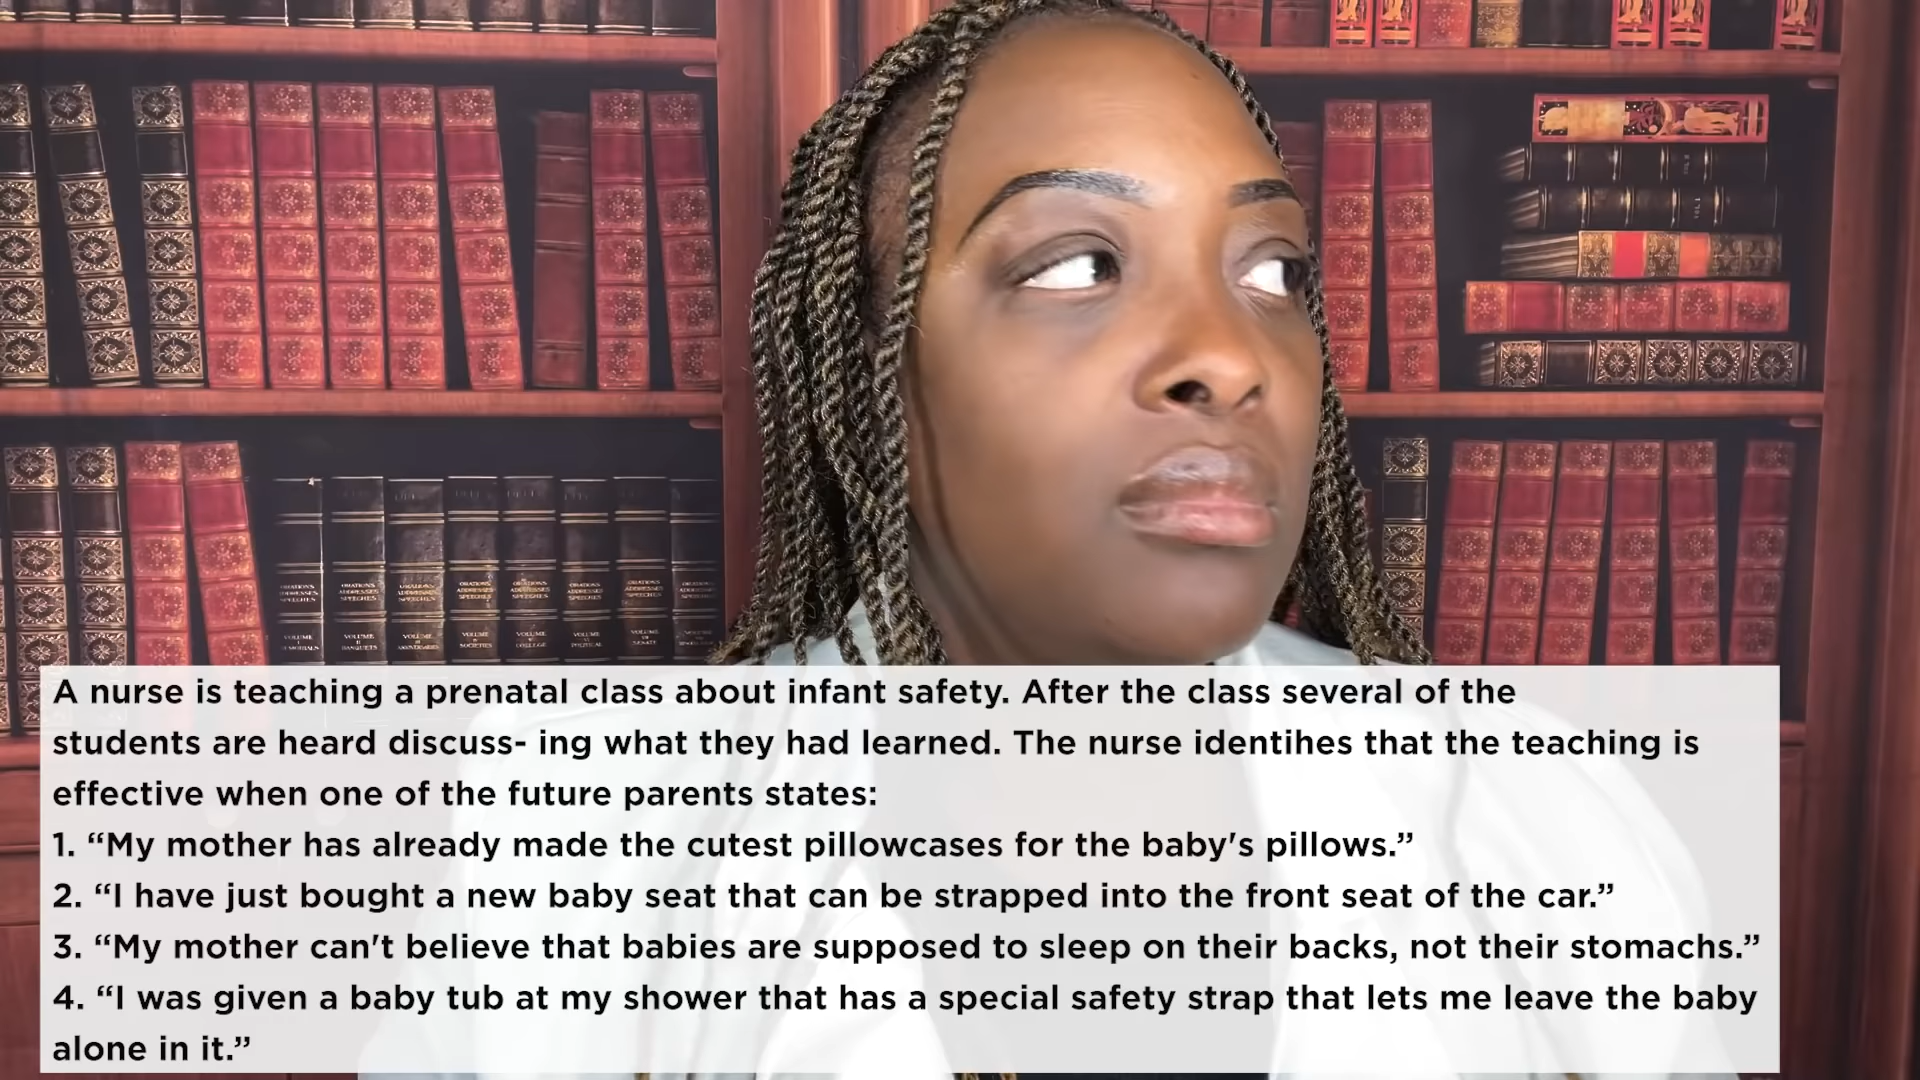 A nurse is teaching a prenatal class about infant safety. After the class several of the
students are heard discuss- ing what they had learned. The nurse identihes that the teaching is
effective when one of the future parents states:
1. “My mother has already made the cutest pillowcases for the baby's pillows.”
2. “I have just bought a new baby seat that can be strapped into the front seat of the car.”
3. “My mother can't believe that babies are supposed to sleep on their backs, not their stomachs.”
4. “I was given a baby tub at my shower that has a special safety strap that lets me leave the baby
alone in it.”